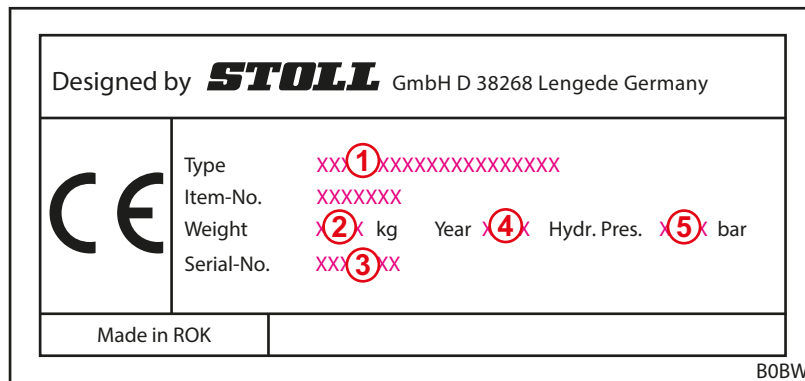 Designed by STOLL GmbH D 38268 Lengede Germany
CE
Type XXX1XXXXXXXXXXXXXXXX
Item-No. XXXXXXX
Weight X2X kg Year X4X Hydr. Pres. X5X bar
Serial-No. XXX3XX
Made in ROK
B0BW